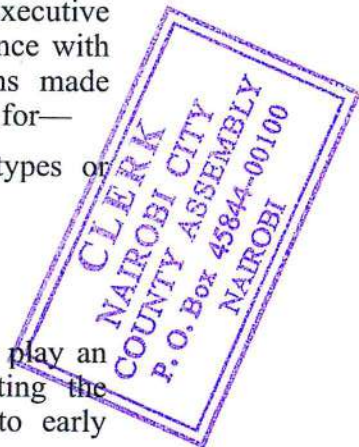 executive
nce with
ns made
for—
types or
CLERK
NAIROBI CITY
COUNTY ASSEMBLY
P. O. Box 45844-00100
NAIROBI
play an
ting the
to early